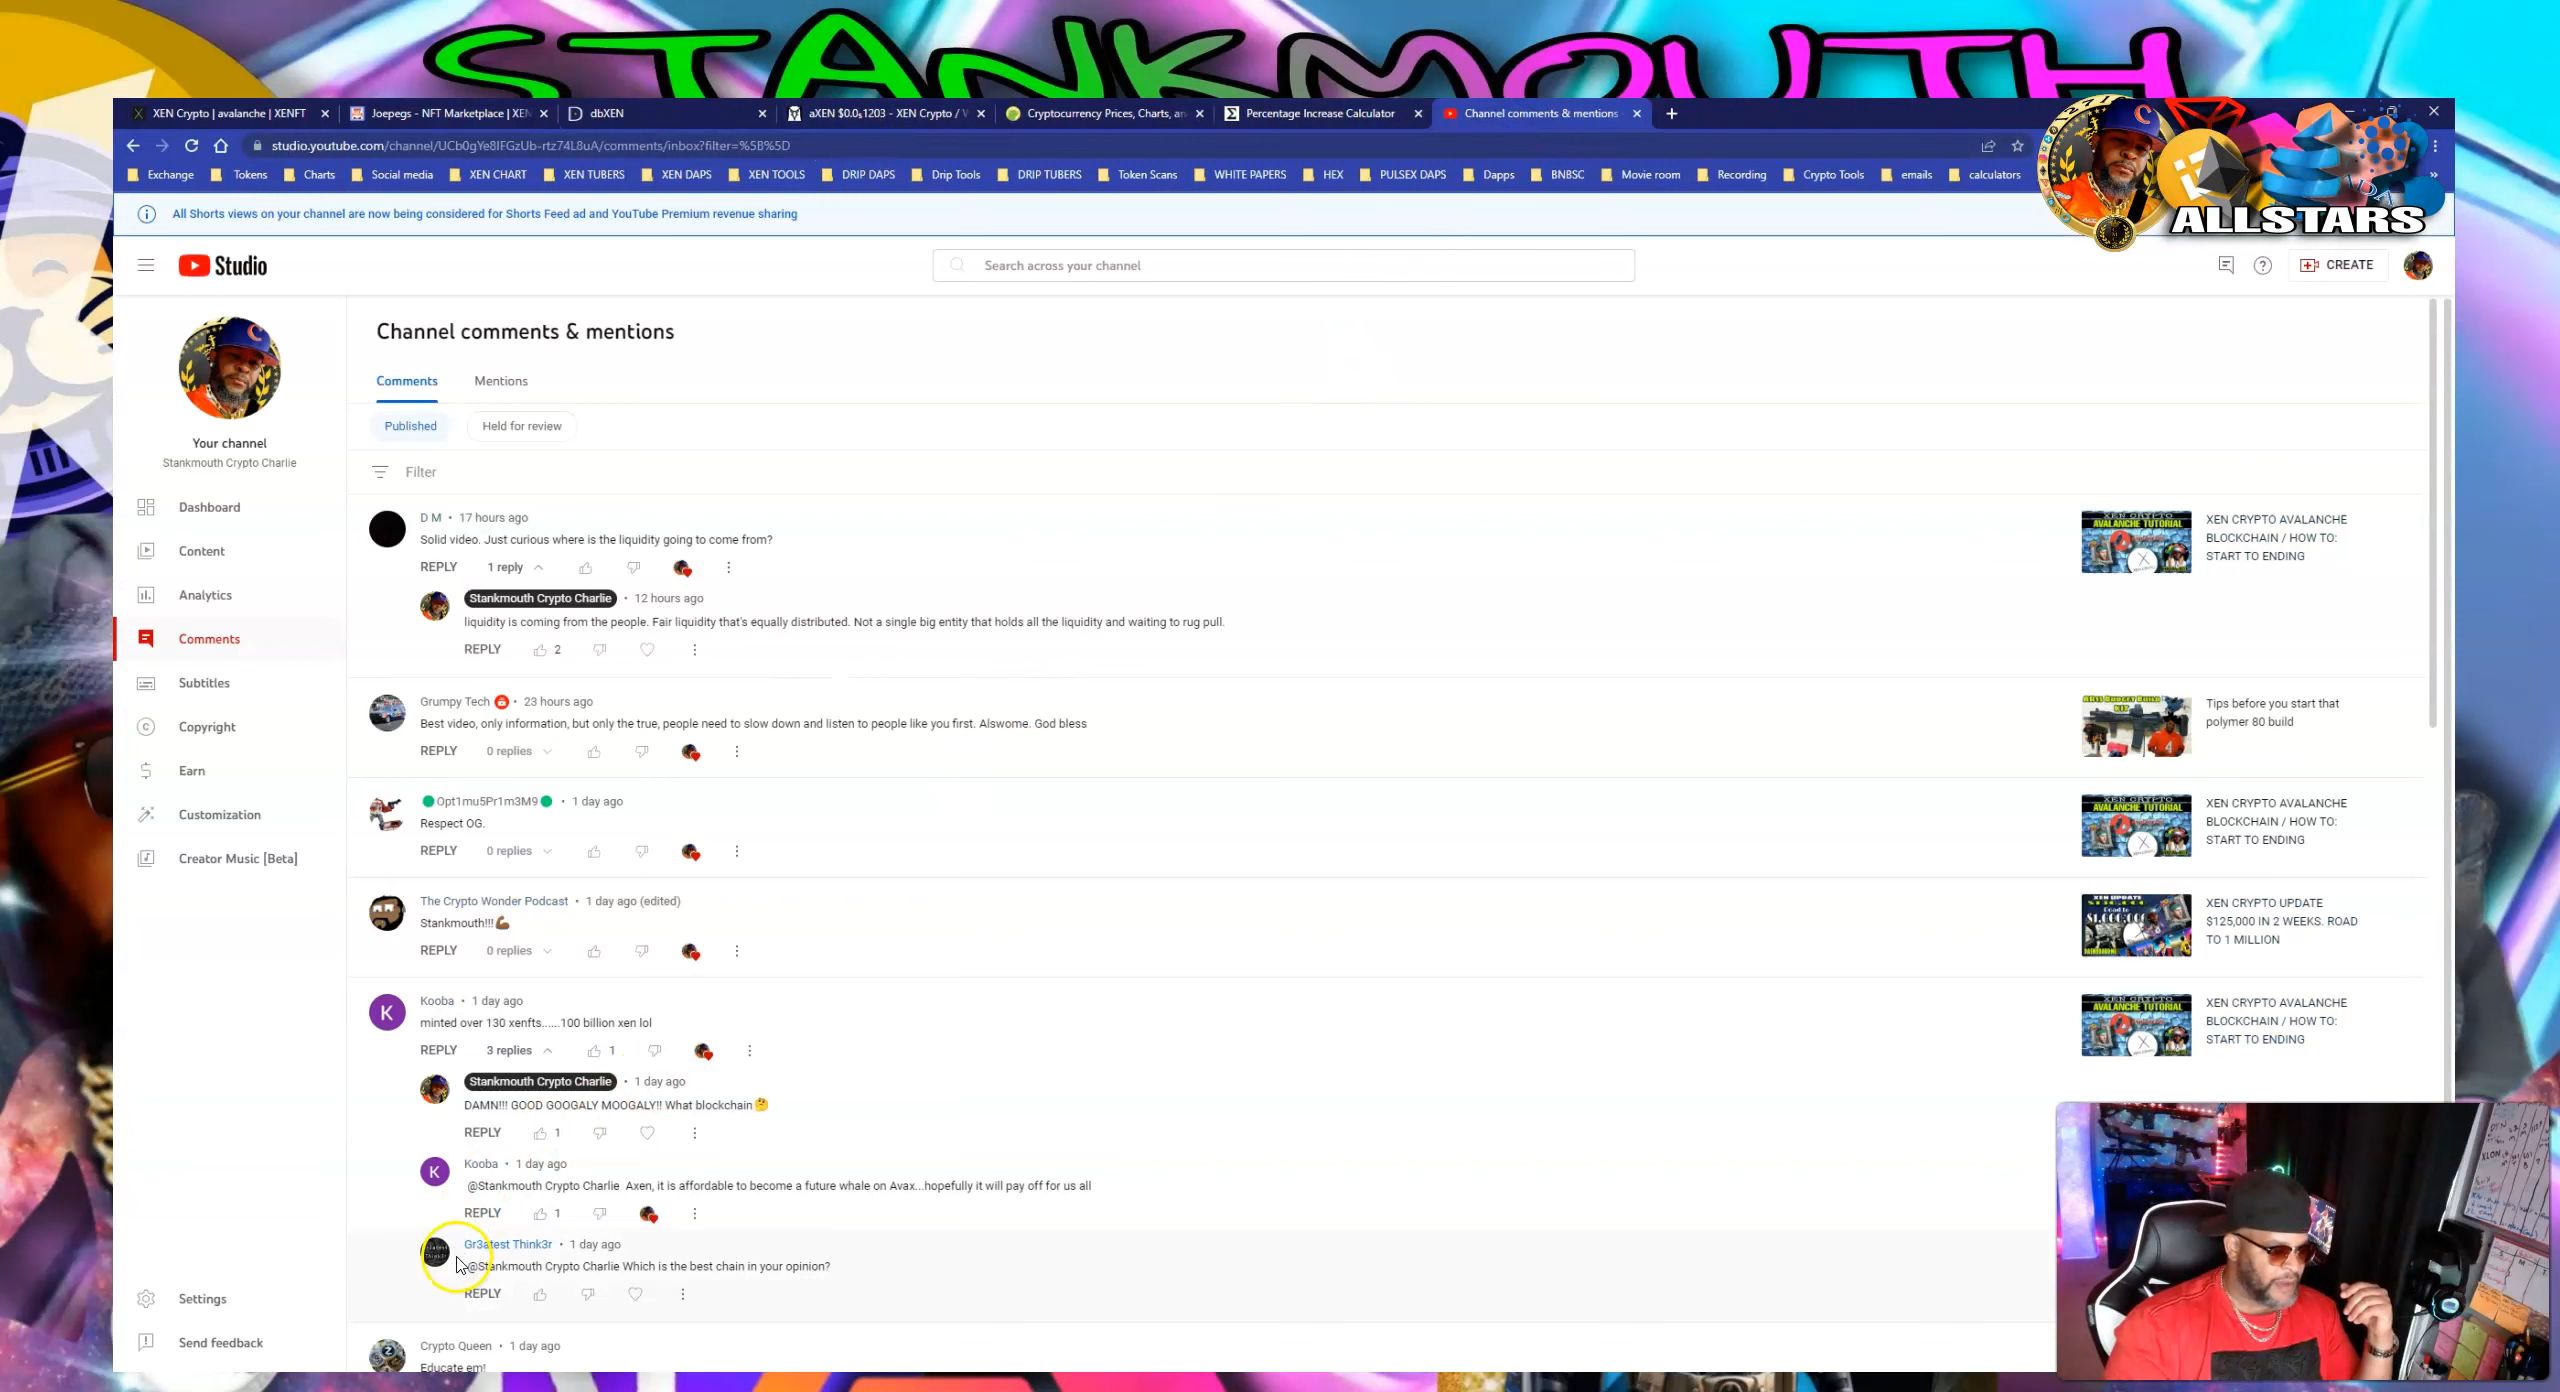 STANKMOUTH
XEN Crypto | avalanche | XENFT
Joepegs - NFT Marketplace | XEN
dbXEN
aXEN $0.0₅1203 - XEN Crypto / W
Cryptocurrency Prices, Charts, an
Percentage Increase Calculator
Channel comments & mentions
studio.youtube.com/channel/UCb0gYe8IFGzUb-rtz74L8uA/comments/inbox?filter=%5B%5D
Exchange
Tokens
Charts
Social media
XEN CHART
XEN TUBERS
XEN DAPS
XEN TOOLS
DRIP DAPS
Drip Tools
DRIP TUBERS
Token Scans
WHITE PAPERS
HEX
PULSEX DAPS
Dapps
BNBSC
Movie room
Recording
Crypto Tools
emails
calculators
ALLSTARS
All Shorts views on your channel are now being considered for Shorts Feed ad and YouTube Premium revenue sharing
Studio
Search across your channel
CREATE
Your channel
Stankmouth Crypto Charlie
Dashboard
Content
Analytics
Comments
Subtitles
Copyright
Earn
Customization
Creator Music [Beta]
Settings
Send feedback
Channel comments & mentions
Comments
Mentions
Published
Held for review
Filter
D M • 17 hours ago
Solid video. Just curious where is the liquidity going to come from?
REPLY 1 reply
Stankmouth Crypto Charlie • 12 hours ago
liquidity is coming from the people. Fair liquidity that's equally distributed. Not a single big entity that holds all the liquidity and waiting to rug pull.
REPLY 2
XEN CRYPTO AVALANCHE
BLOCKCHAIN / HOW TO:
START TO ENDING
Grumpy Tech • 23 hours ago
Best video, only information, but only the true, people need to slow down and listen to people like you first. Alswome. God bless
REPLY 0 replies
Tips before you start that
polymer 80 build
Opt1mu5Pr1m3M9 • 1 day ago
Respect OG.
REPLY 0 replies
XEN CRYPTO AVALANCHE
BLOCKCHAIN / HOW TO:
START TO ENDING
The Crypto Wonder Podcast • 1 day ago (edited)
Stankmouth!!!💪🏾
REPLY 0 replies
XEN CRYPTO UPDATE
$125,000 IN 2 WEEKS. ROAD
TO 1 MILLION
K
Kooba • 1 day ago
minted over 130 xenfts......100 billion xen lol
REPLY 3 replies 1
XEN CRYPTO AVALANCHE
BLOCKCHAIN / HOW TO:
START TO ENDING
Stankmouth Crypto Charlie • 1 day ago
DAMN!!! GOOD GOOGALY MOOGALY!! What blockchain🤔
REPLY 1
K
Kooba • 1 day ago
@Stankmouth Crypto Charlie Axen, it is affordable to become a future whale on Avax...hopefully it will pay off for us all
REPLY 1
Gr3atest Think3r • 1 day ago
@Stankmouth Crypto Charlie Which is the best chain in your opinion?
REPLY
Crypto Queen • 1 day ago
Educate em!